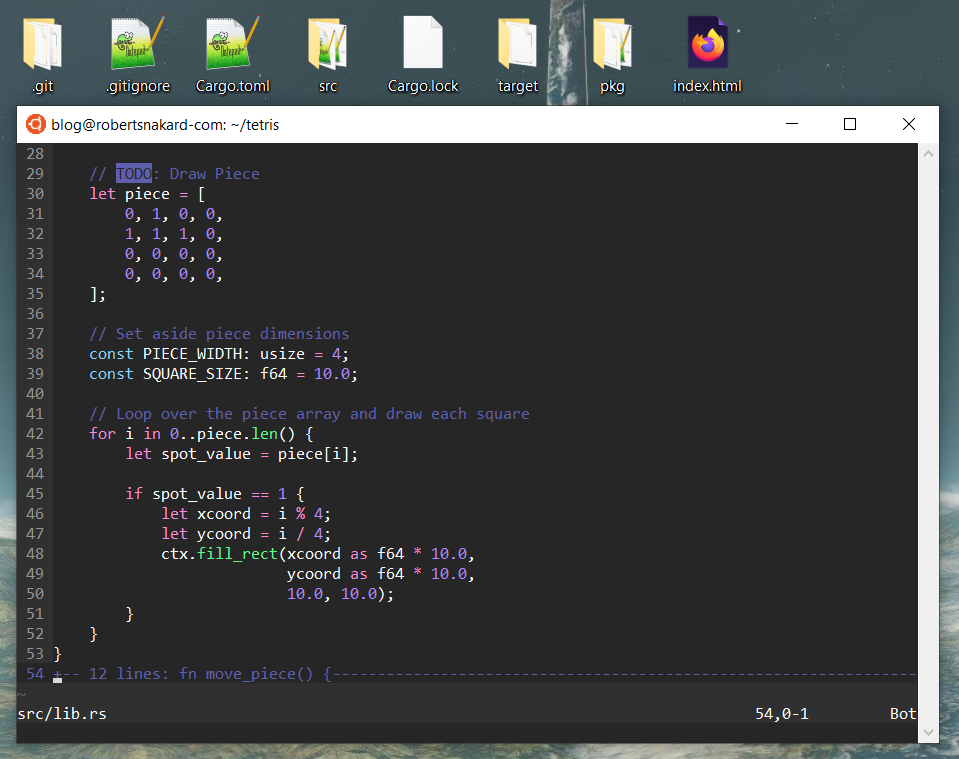 .git .gitignore Cargo.toml src Cargo.lock target pkg index.html
blog@robertsnakard-com: ~/tetris
28
29     // TODO: Draw Piece
30     let piece = [
31         0, 1, 0, 0,
32         1, 1, 1, 0,
33         0, 0, 0, 0,
34         0, 0, 0, 0,
35     ];
36
37     // Set aside piece dimensions
38     const PIECE_WIDTH: usize = 4;
39     const SQUARE_SIZE: f64 = 10.0;
40
41     // Loop over the piece array and draw each square
42     for i in 0..piece.len() {
43         let spot_value = piece[i];
44
45         if spot_value == 1 {
46             let xcoord = i % 4;
47             let ycoord = i / 4;
48             ctx.fill_rect(xcoord as f64 * 10.0,
49                           ycoord as f64 * 10.0,
50                           10.0, 10.0);
51         }
52     }
53 }
54 +-- 12 lines: fn move_piece() {-----------------------------------------------------------------
~
src/lib.rs 54,0-1 Bot